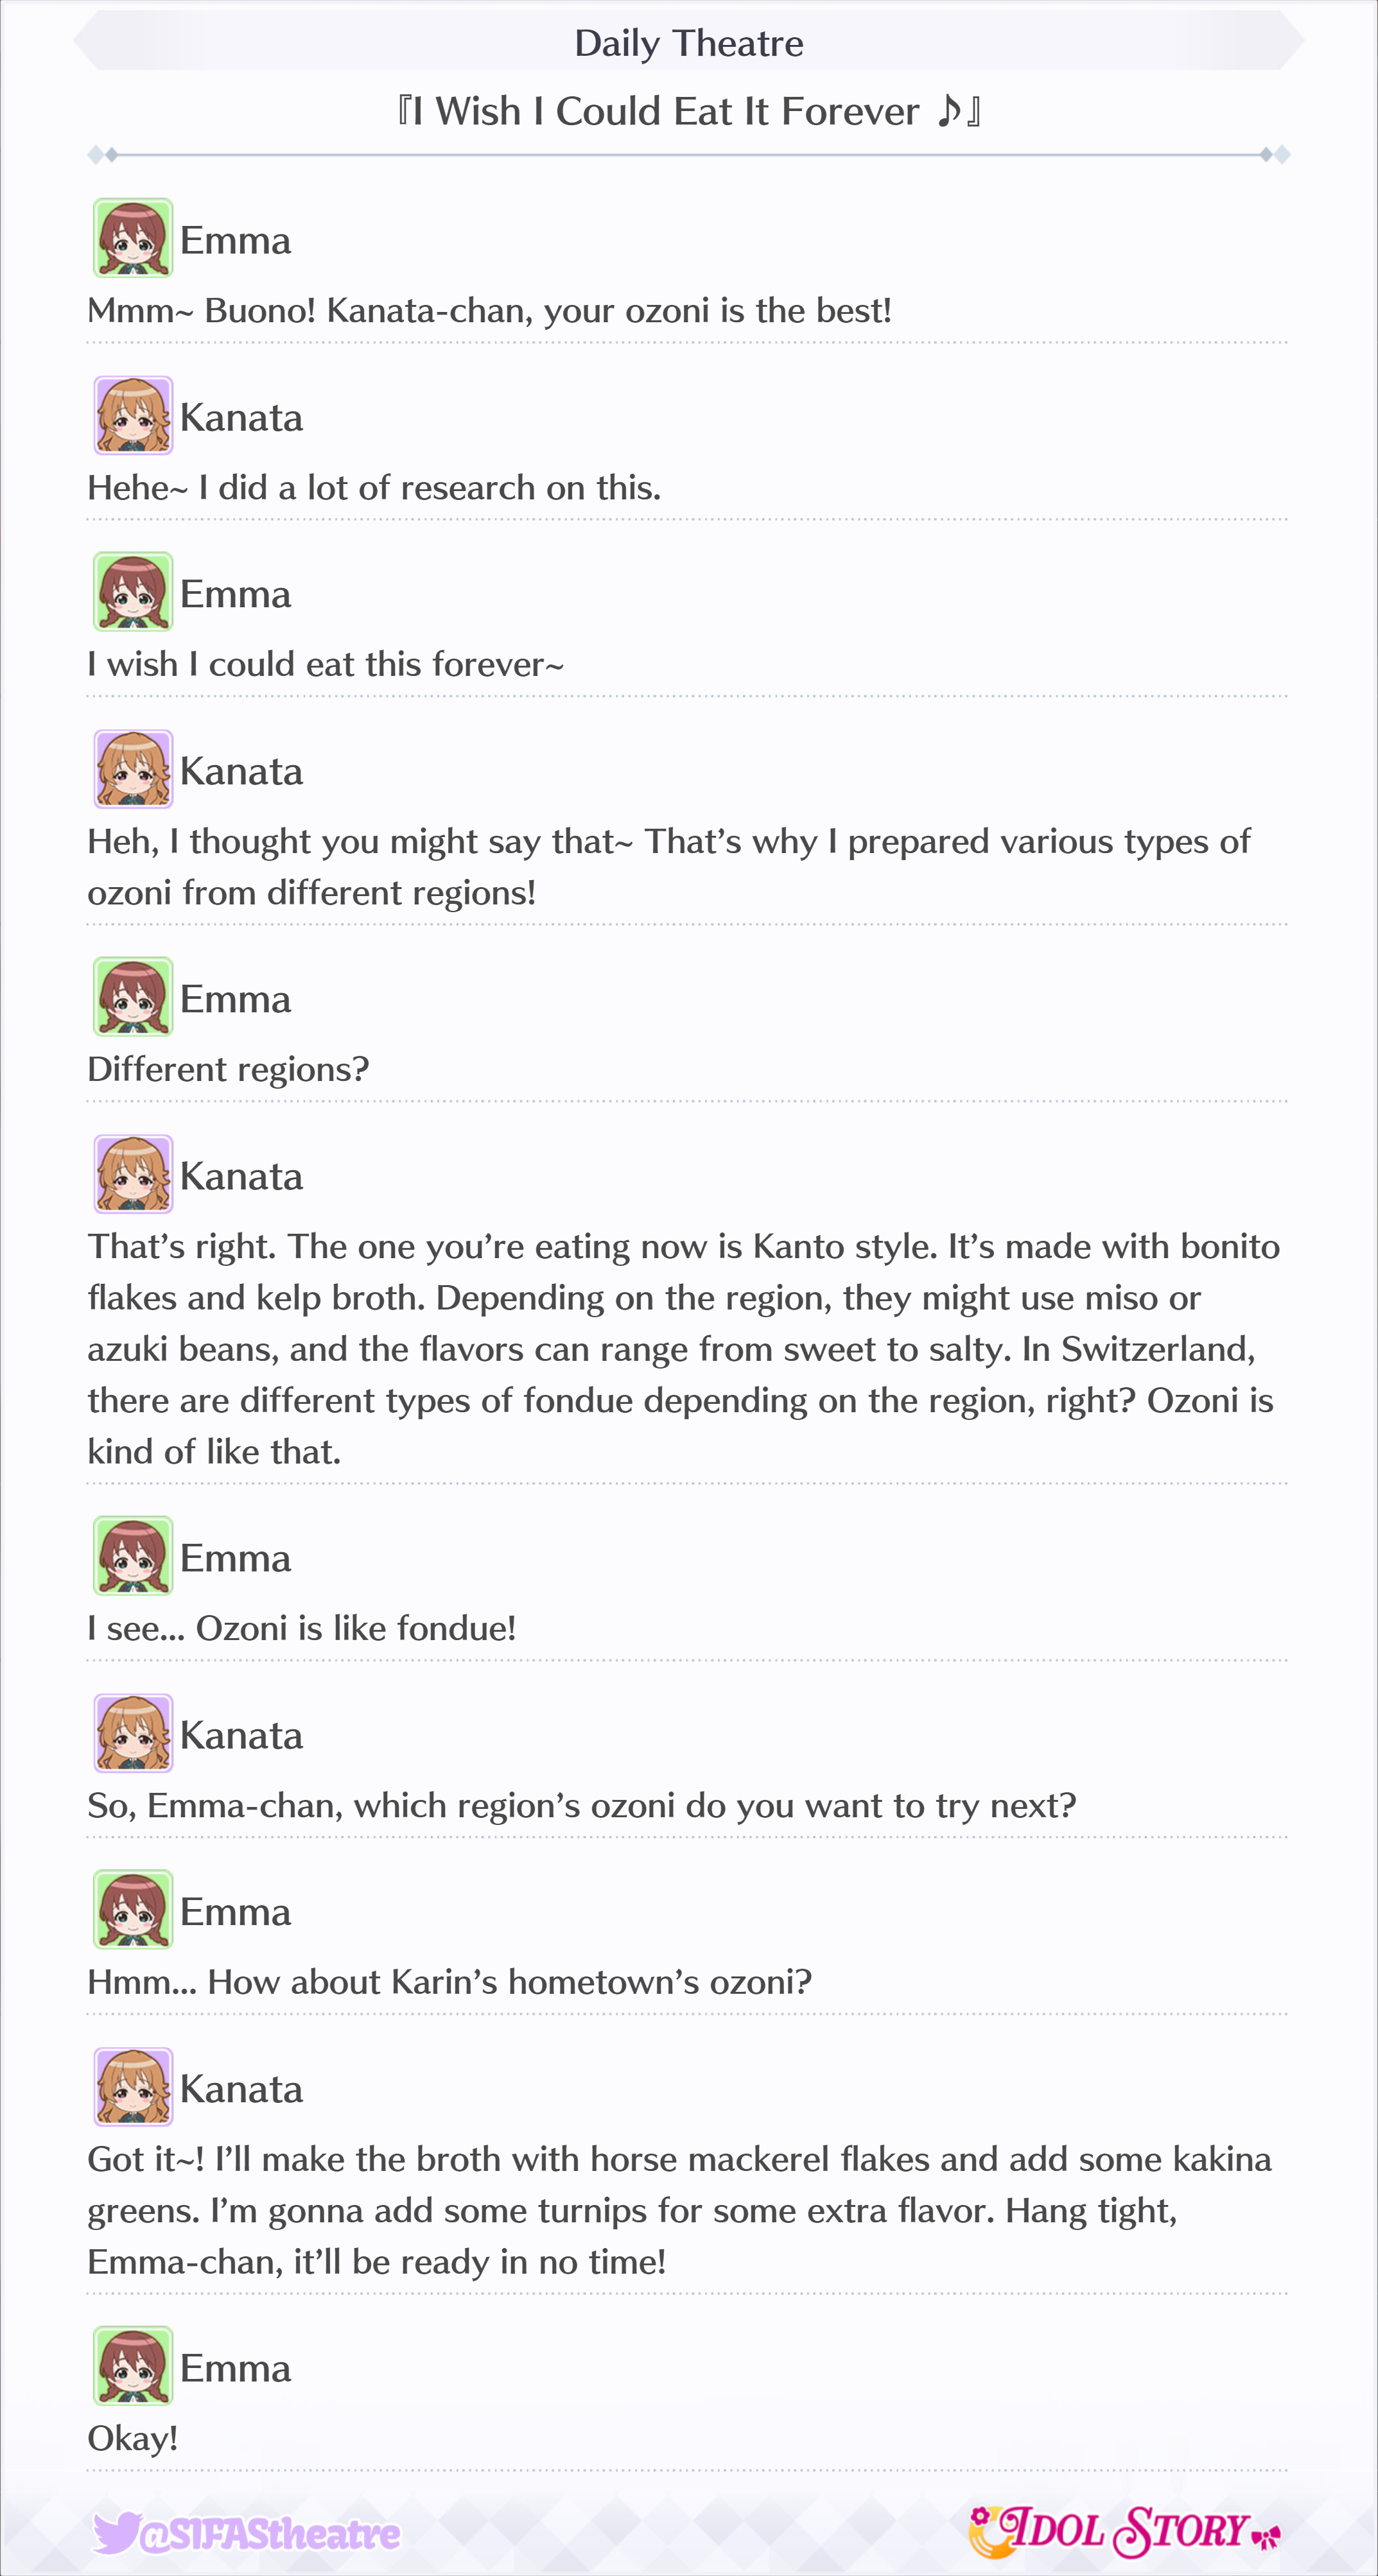 Daily Theatre
『I Wish I Could Eat It Forever ♪』
Emma
Mmm~ Buono! Kanata-chan, your ozoni is the best!
Kanata
Hehe~ I did a lot of research on this.
Emma
I wish I could eat this forever~
Kanata
Heh, I thought you might say that~ That’s why I prepared various types of
ozoni from different regions!
Emma
Different regions?
Kanata
That’s right. The one you’re eating now is Kanto style. It’s made with bonito
flakes and kelp broth. Depending on the region, they might use miso or
azuki beans, and the flavors can range from sweet to salty. In Switzerland,
there are different types of fondue depending on the region, right? Ozoni is
kind of like that.
Emma
I see... Ozoni is like fondue!
Kanata
So, Emma-chan, which region’s ozoni do you want to try next?
Emma
Hmm... How about Karin’s hometown’s ozoni?
Kanata
Got it~! I’ll make the broth with horse mackerel flakes and add some kakina
greens. I’m gonna add some turnips for some extra flavor. Hang tight,
Emma-chan, it’ll be ready in no time!
Emma
Okay!
@SIFAStheatre
IDOL STORY